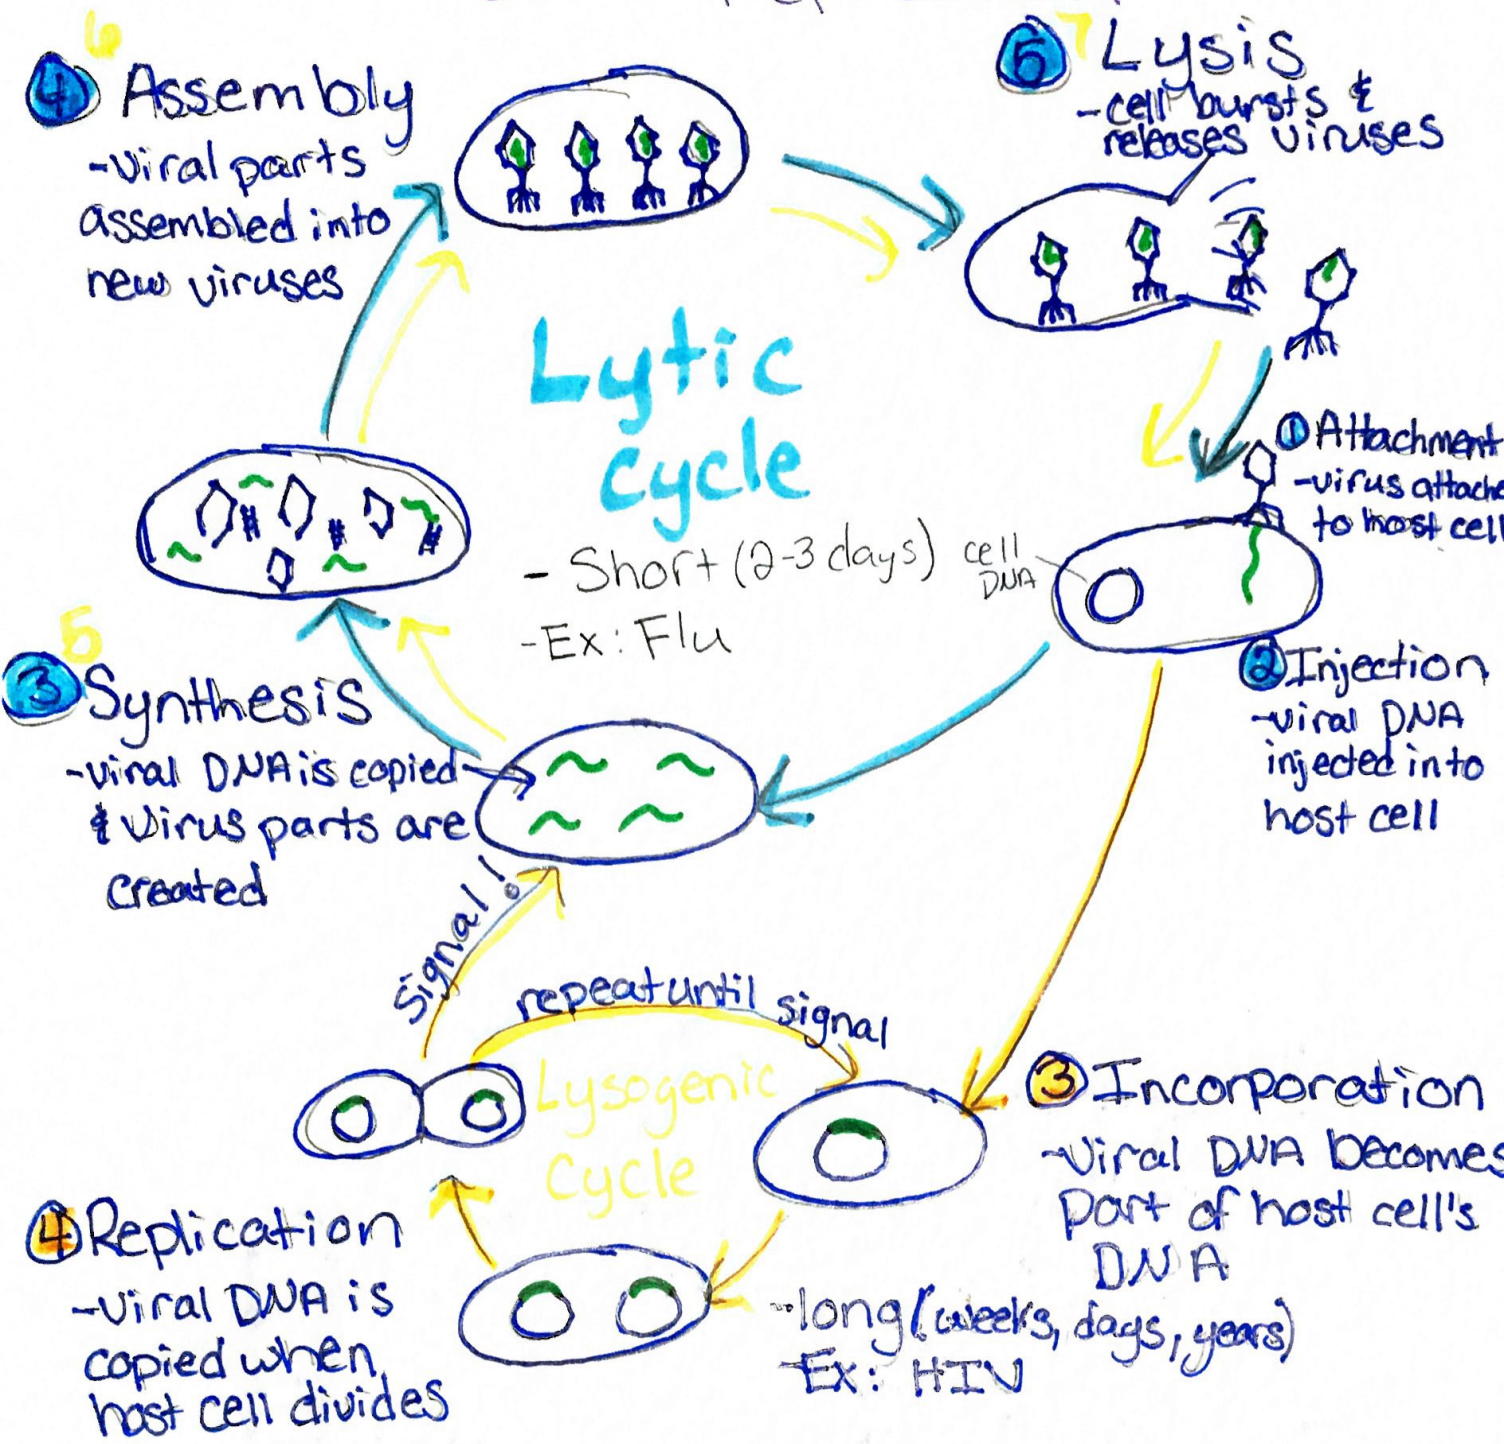 6
4 Assembly
-viral parts
assembled into
new viruses
5 7 Lysis
-cell bursts &
releases viruses
Lytic
Cycle
- Short (2-3 days)
-Ex: Flu
cell
DNA
1 Attachment
-virus attache
to host cell
2 Injection
-viral DNA
injected into
host cell
5
3 Synthesis
-viral DNA is copied
& virus parts are
created
Signal!
repeat until signal
Lysogenic
Cycle
3 Incorporation
-Viral DNA becomes
part of host cell's
DNA
-long (weeks, days, years)
-Ex: HIV
4 Replication
-Viral DNA is
copied when
host cell divides